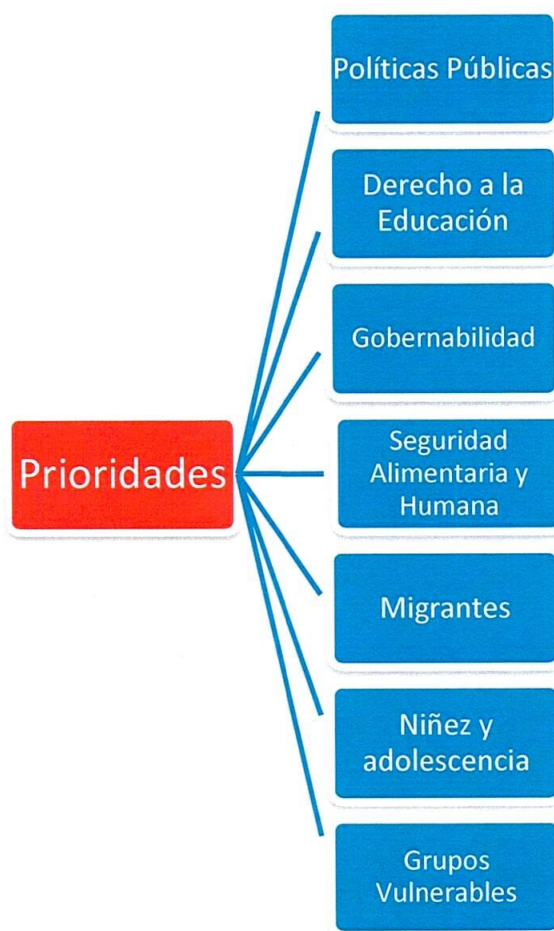 Políticas Públicas
Derecho a la
Educación
Gobernabilidad
Prioridades
Seguridad
Alimentaria y
Humana
Migrantes
Niñez y
adolescencia
Grupos
Vulnerables